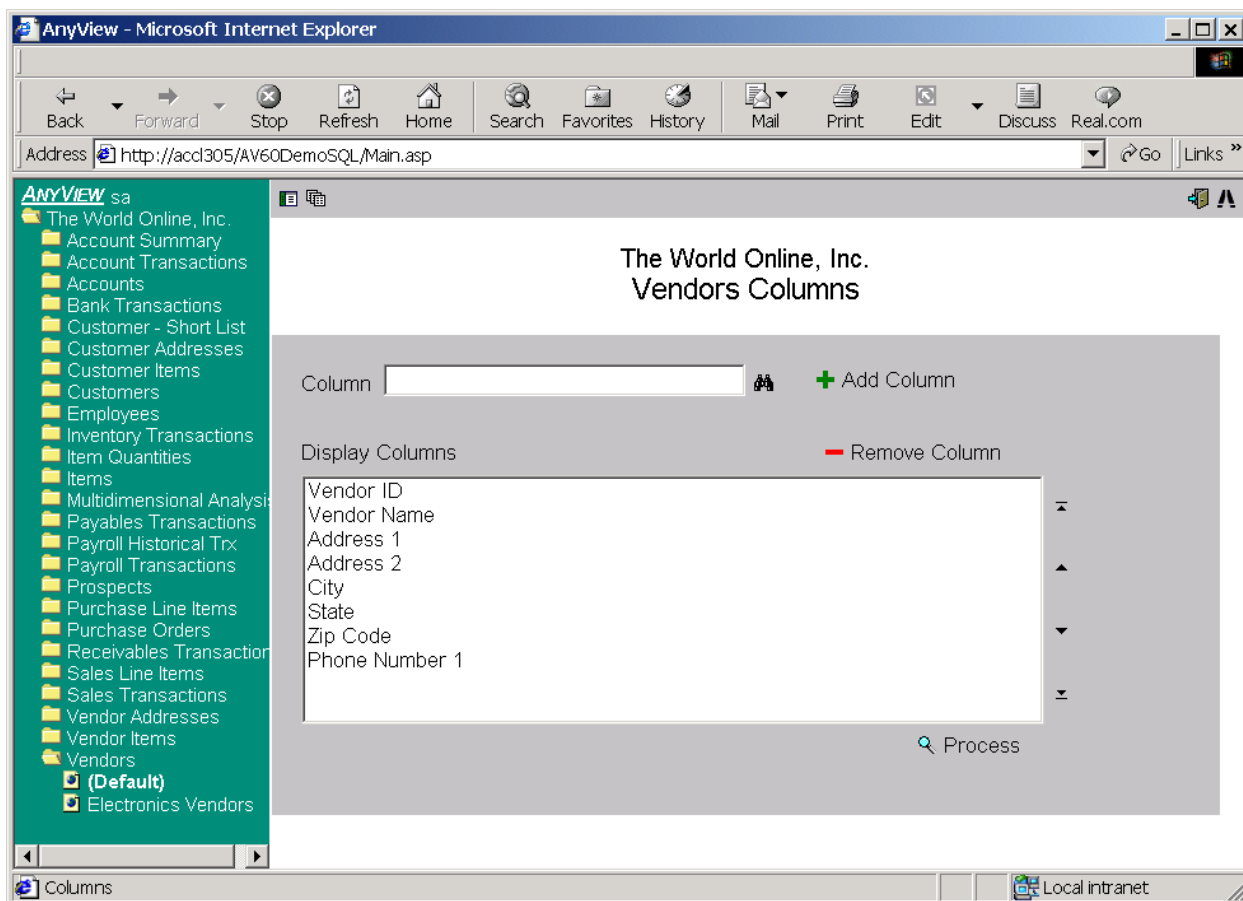 AnyView - Microsoft Internet Explorer
Back Forward Stop Refresh Home Search Favorites History Mail Print Edit Discuss Real.com
Address http://accl305/AV60DemoSQL/Main.asp Go Links »
ANYVIEW sa
The World Online, Inc.
Account Summary
Account Transactions
Accounts
Bank Transactions
Customer - Short List
Customer Addresses
Customer Items
Customers
Employees
Inventory Transactions
Item Quantities
Items
Multidimensional Analysi
Payables Transactions
Payroll Historical Trx
Payroll Transactions
Prospects
Purchase Line Items
Purchase Orders
Receivables Transaction
Sales Line Items
Sales Transactions
Vendor Addresses
Vendor Items
Vendors
(Default)
Electronics Vendors
The World Online, Inc.
Vendors Columns
Column Add Column
Display Columns Remove Column
Vendor ID
Vendor Name
Address 1
Address 2
City
State
Zip Code
Phone Number 1
Process
Columns Local intranet